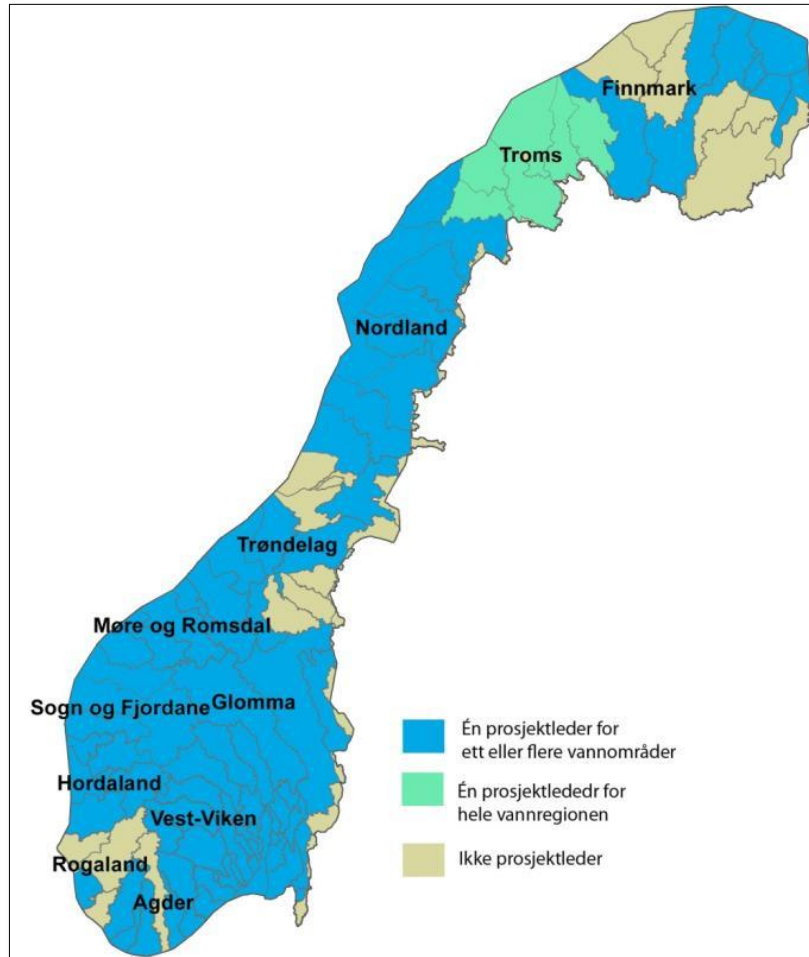 Finnmark
Troms
Nordland
Trøndelag
Møre og Romsdal
Sogn og Fjordane
Glomma
Hordaland
Vest-Viken
Rogaland
Agder
Én prosjektleder for
ett eller flere vannområder
Én prosjektlededr for
hele vannregionen
Ikke prosjektleder